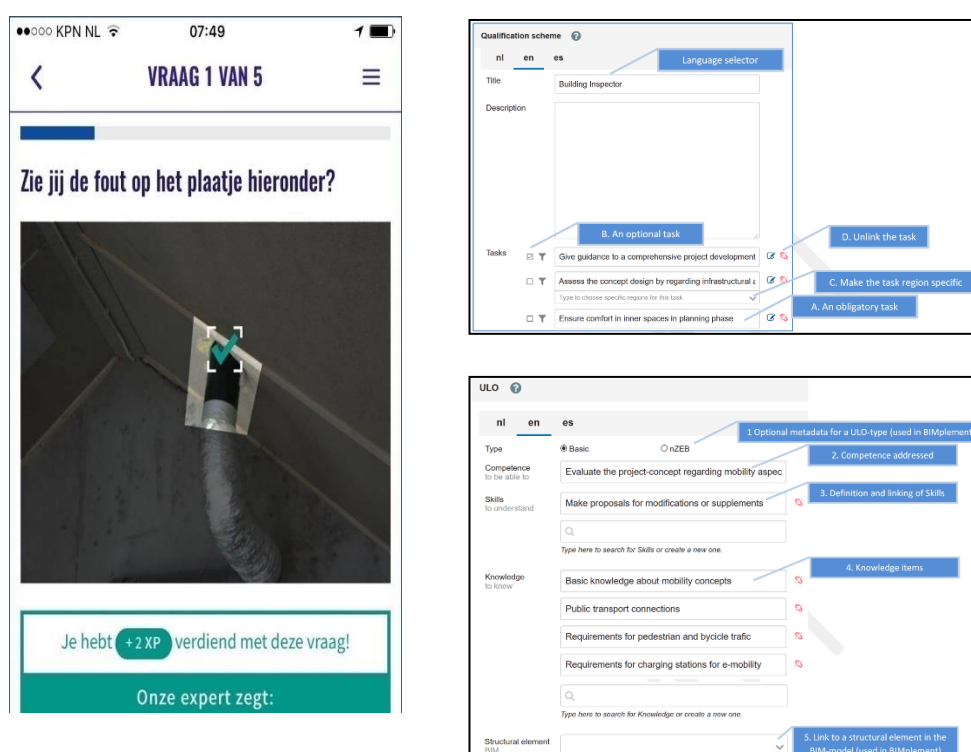 KPN NL 07:49
VRAAG 1 VAN 5
Zie jij de fout op het plaatje hieronder?
Je hebt +2 XP verdiend met deze vraag!
Onze expert zegt:
Qualification scheme
nl en es
Language selector
Title
Building Inspector
Description
B. An optional task
D. Unlink the task
Tasks
Give guidance to a comprehensive project development
Assess the concept design by regarding infrastructural a
Type to choose specific regions for this task
C. Make the task region specific
A. An obligatory task
Ensure comfort in inner spaces in planning phase
ULO
nl en es
1 Optional metadata for a ULO-type (used in BIMplement
Type
Basic
nZEB
2. Competence addressed
Competence
to be able to
Evaluate the project-concept regarding mobility aspec
3. Definition and linking of Skills
Skills
to understand
Make proposals for modifications or supplements
Type here to search for Skills or create a new one.
4. Knowledge items
Knowledge
to know
Basic knowledge about mobility concepts
Public transport connections
Requirements for pedestrian and bycicle trafic
Requirements for charging stations for e-mobility
Type here to search for Knowledge or create a new one.
Structural element
BIM
5. Link to a structural element in the
BIM-model (used in BIMplement)